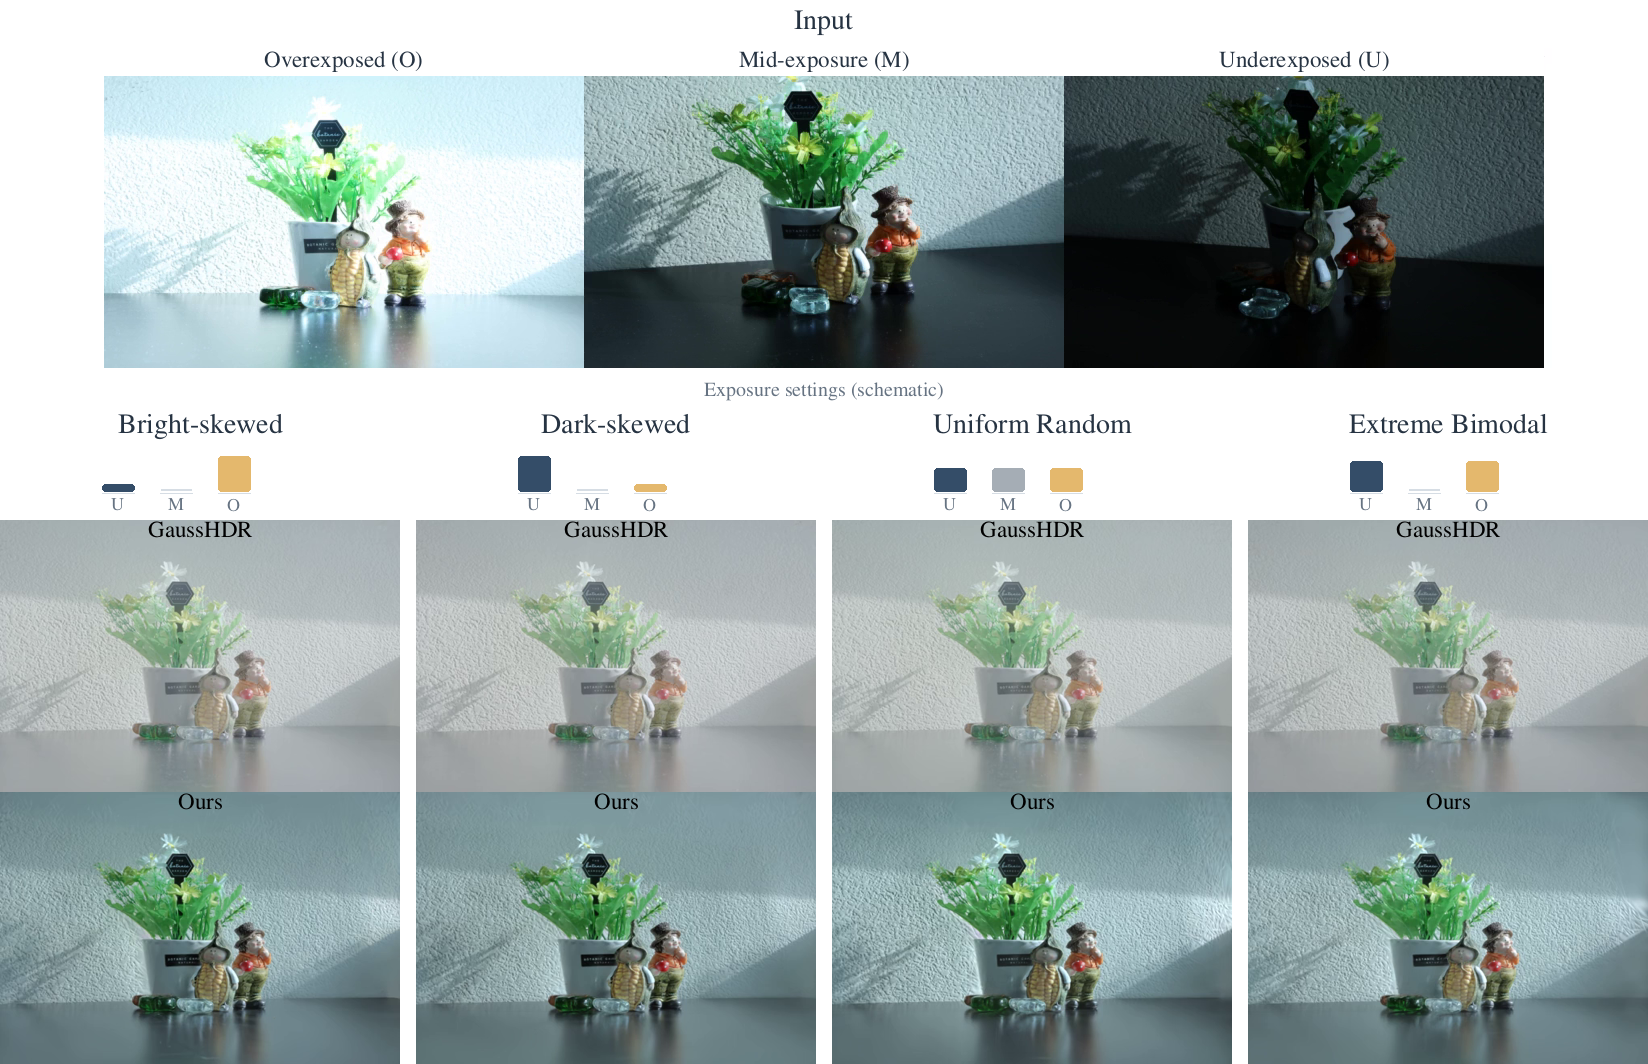 Input
Overexposed (O)
Mid-exposure (M)
Underexposed (U)
Exposure settings (schematic)
Bright-skewed
Dark-skewed
Uniform Random
Extreme Bimodal
U M O
U M O
U M O
U M O
GaussHDR
GaussHDR
GaussHDR
GaussHDR
Ours
Ours
Ours
Ours